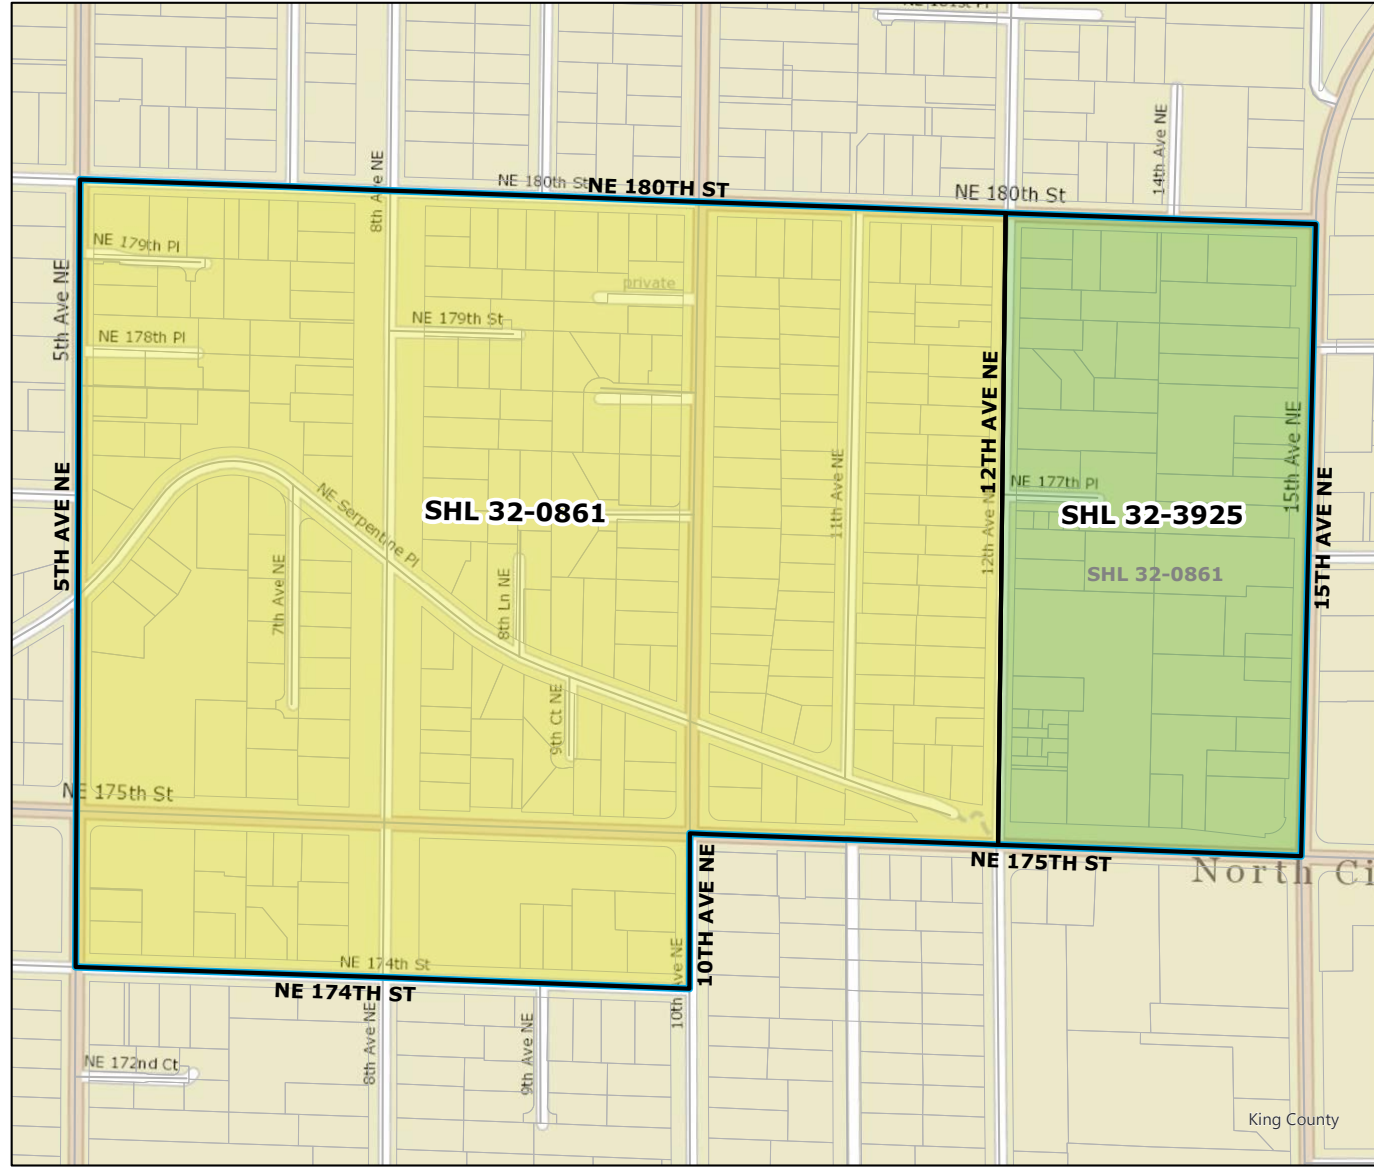 NE 181st Pl
14th Ave NE
8th Ave NE
NE 180th St
NE 180TH ST
NE 180th St
NE 179th Pl
5th Ave NE
private
NE 179th St
NE 178th Pl
12TH AVE NE
15th Ave NE
11th Ave NE
NE 177th Pl
5TH AVE NE
NE Serpentine Pl
SHL 32-0861
12th Ave N
SHL 32-3925
15TH AVE NE
SHL 32-0861
7th Ave NE
8th Ln NE
9th Ct NE
NE 175th St
NE 175TH ST
10TH AVE NE
North Ci
NE 174th St
NE 174TH ST
10th Ave NE
8th Ave NE
9th Ave NE
NE 172nd Ct
King County